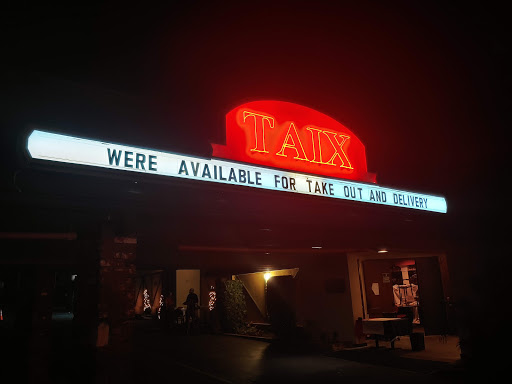 TAIX
WERE AVAILABLE FOR TAKE OUT AND DELIVERY